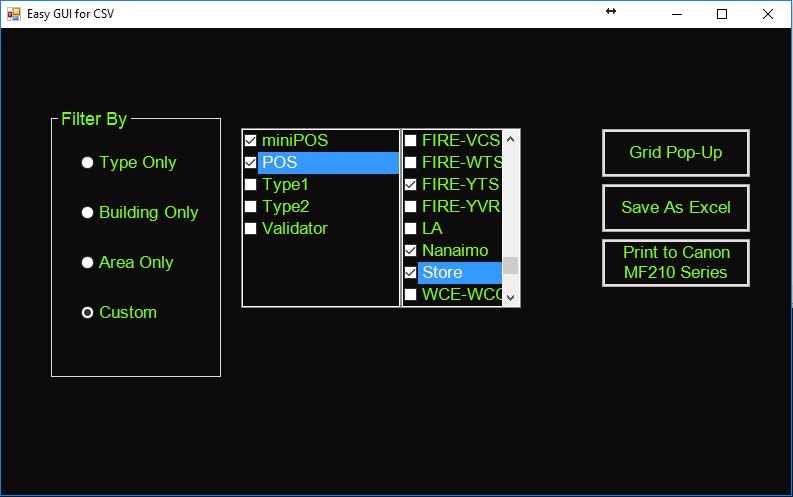 Easy GUI for CSV
Filter By
Type Only
Building Only
Area Only
Custom
miniPOS
POS
Type1
Type2
Validator
FIRE-VCS
FIRE-WTS
FIRE-YTS
FIRE-YVR
LA
Nanaimo
Store
WCE-WCC
Grid Pop-Up
Save As Excel
Print to Canon
MF210 Series